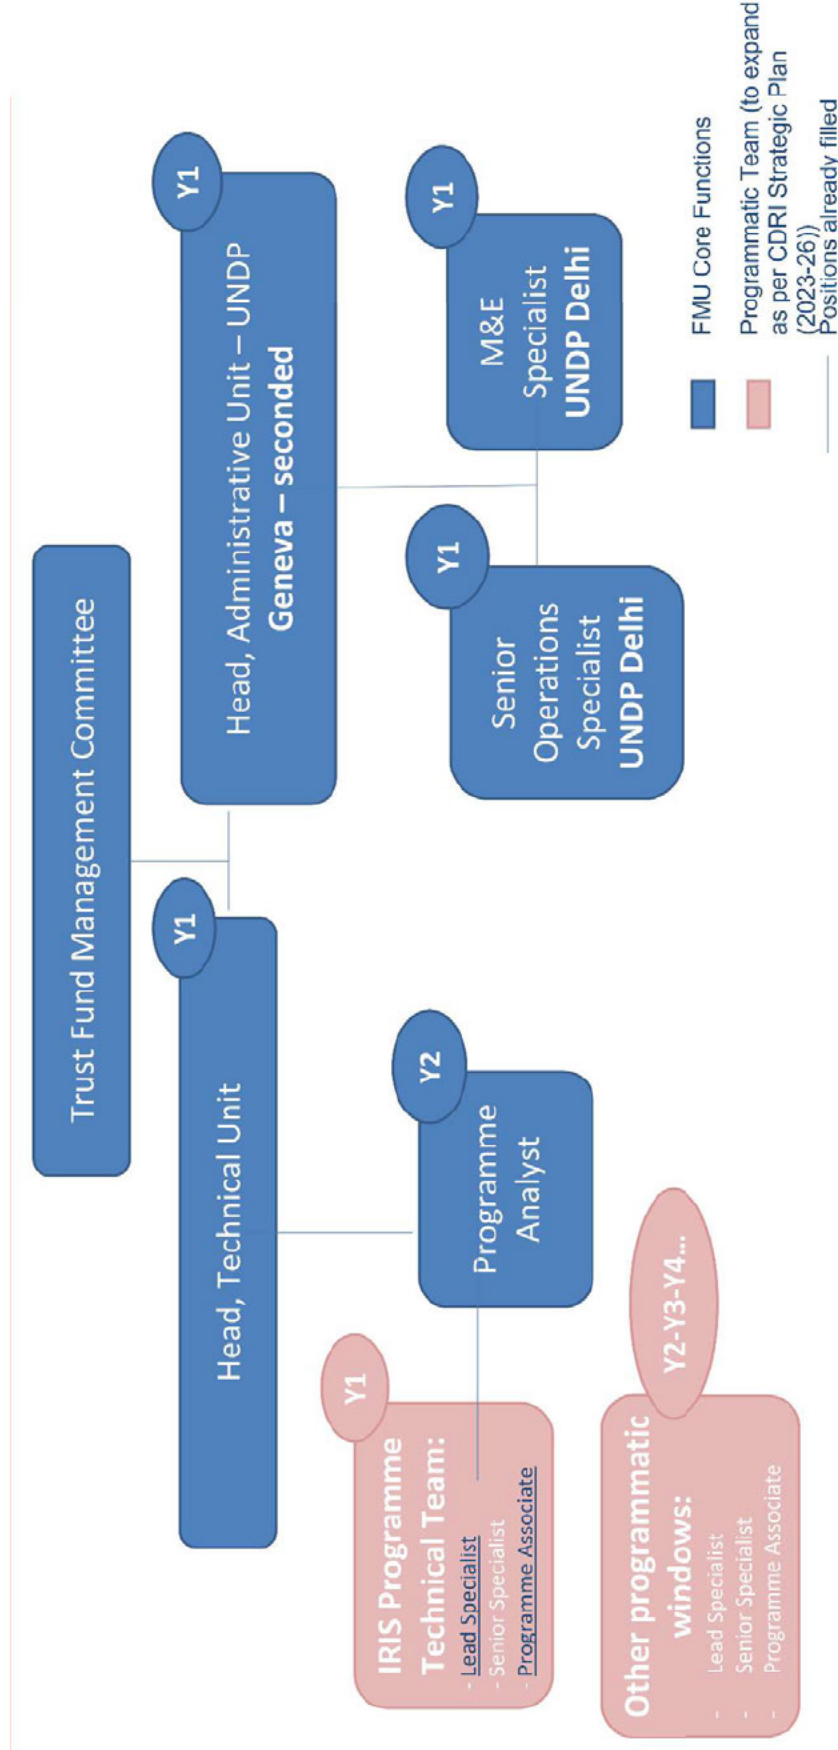 Trust Fund Management Committee
Y1
Head, Technical Unit
Y1
Head, Administrative Unit – UNDP
Geneva – seconded
Y1
IRIS Programme
Technical Team:
- Lead Specialist
- Senior Specialist
- Programme Associate
Y2
Programme
Analyst
Y1
Senior
Operations
Specialist
UNDP Delhi
Y1
M&E
Specialist
UNDP Delhi
Y2-Y3-Y4...
Other programmatic
windows:
- Lead Specialist
- Senior Specialist
- Programme Associate
FMU Core Functions
Programmatic Team (to expand
as per CDRI Strategic Plan
(2023-26))
Positions already filled